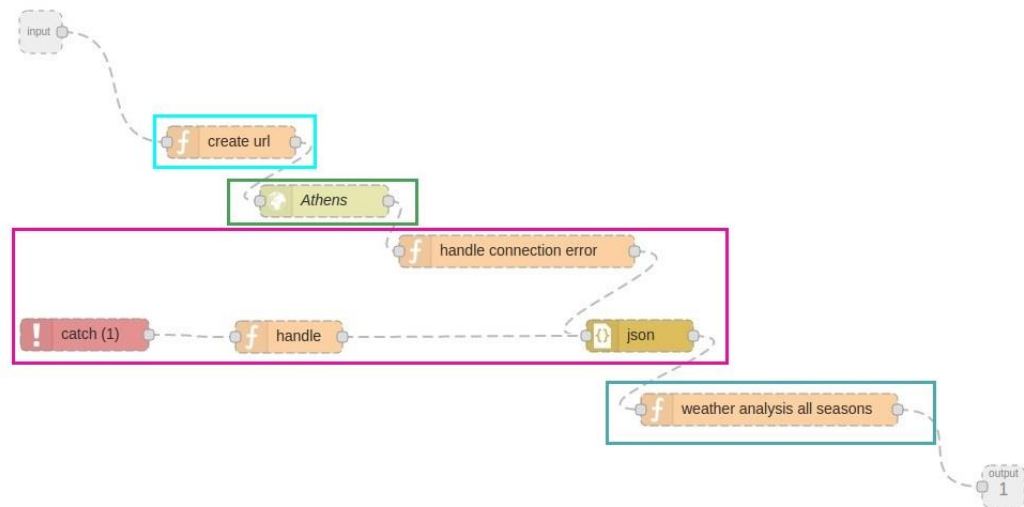 input
create url
Athens
handle connection error
catch (1)
handle
json
weather analysis all seasons
output
1